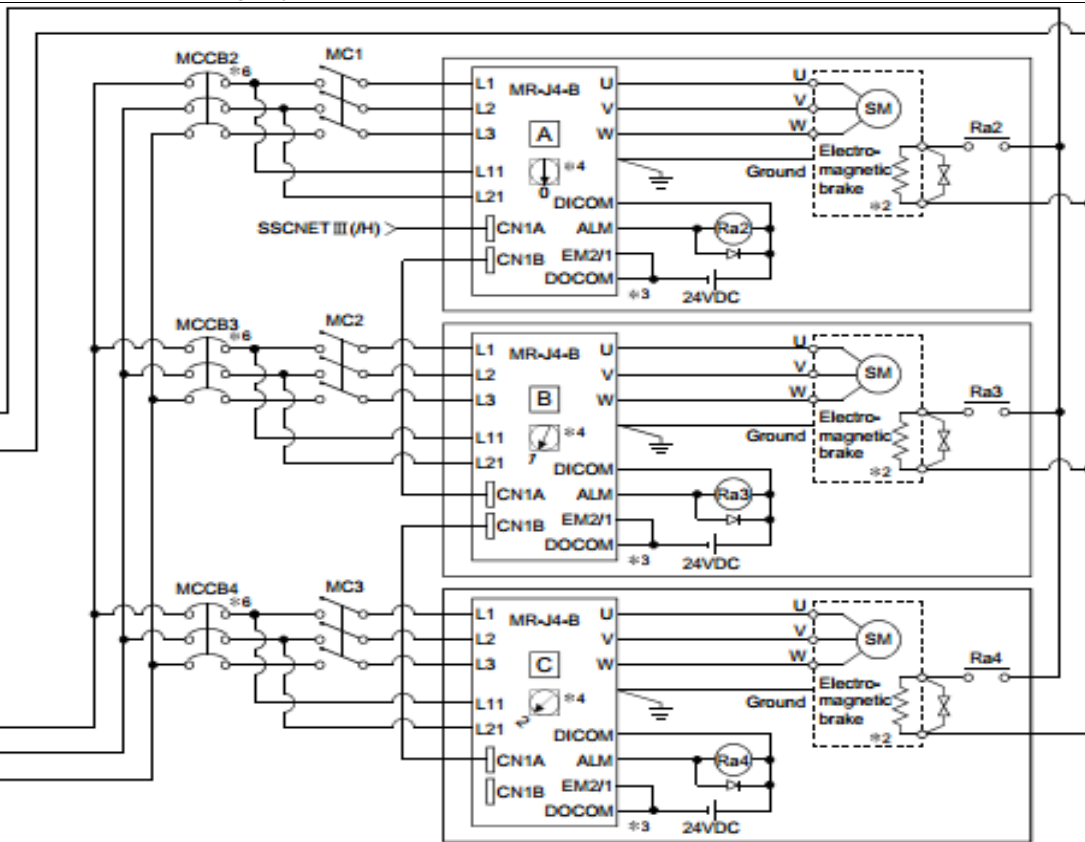 MCCB2
*6
MC1
L1
L2
L3
L11
L21
MR-J4-B
A
*4
0
U
V
W
DICOM
ALM
EM2/1
DOCOM
*3
24VDC
Ra2
SSCNETⅢ(/H)
CN1A
CN1B
Ground
U
V
W
SM
Electro-
magnetic
brake
*2
Ra2
MCCB3
*6
MC2
L1
L2
L3
L11
L21
MR-J4-B
B
*4
1
U
V
W
DICOM
ALM
EM2/1
DOCOM
*3
24VDC
Ra3
CN1A
CN1B
Ground
U
V
W
SM
Electro-
magnetic
brake
*2
Ra3
MCCB4
*6
MC3
L1
L2
L3
L11
L21
MR-J4-B
C
*4
2
U
V
W
DICOM
ALM
EM2/1
DOCOM
*3
24VDC
Ra4
CN1A
CN1B
Ground
U
V
W
SM
Electro-
magnetic
brake
*2
Ra4